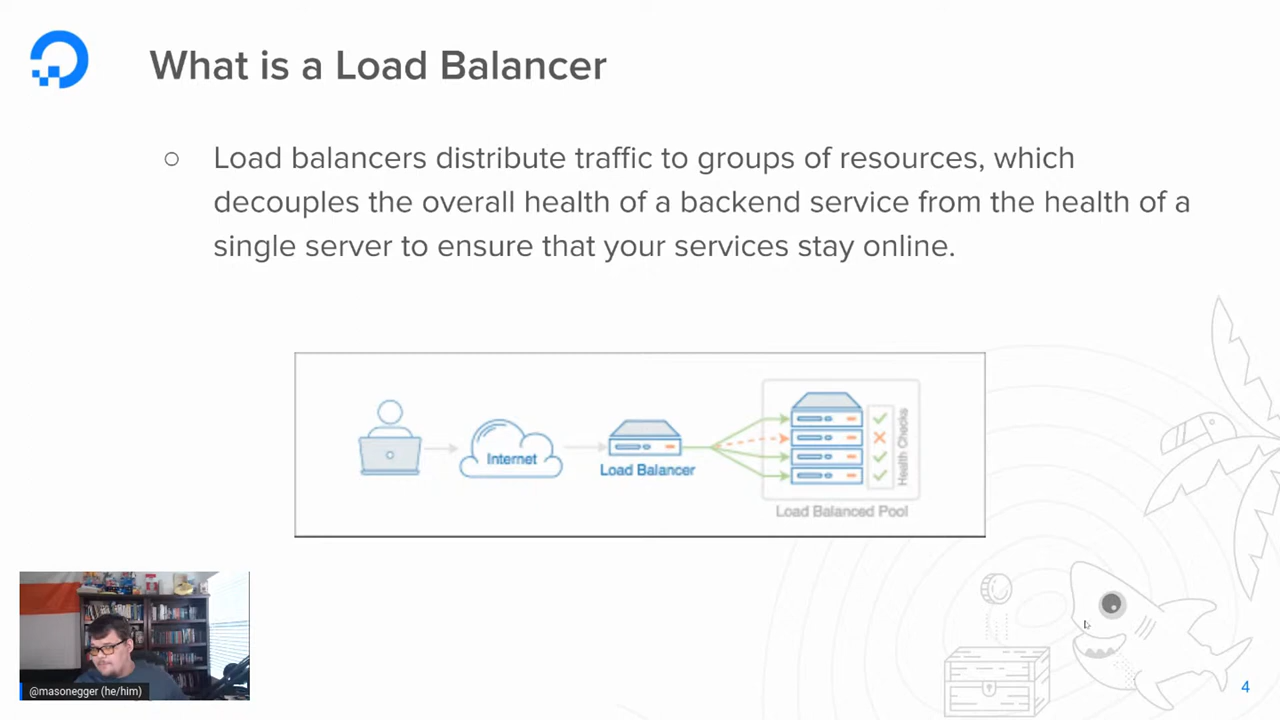 What is a Load Balancer
○ Load balancers distribute traffic to groups of resources, which
decouples the overall health of a backend service from the health of a
single server to ensure that your services stay online.
Internet
Load Balancer
Health Checks
Load Balanced Pool
@masonegger (he/him)
4